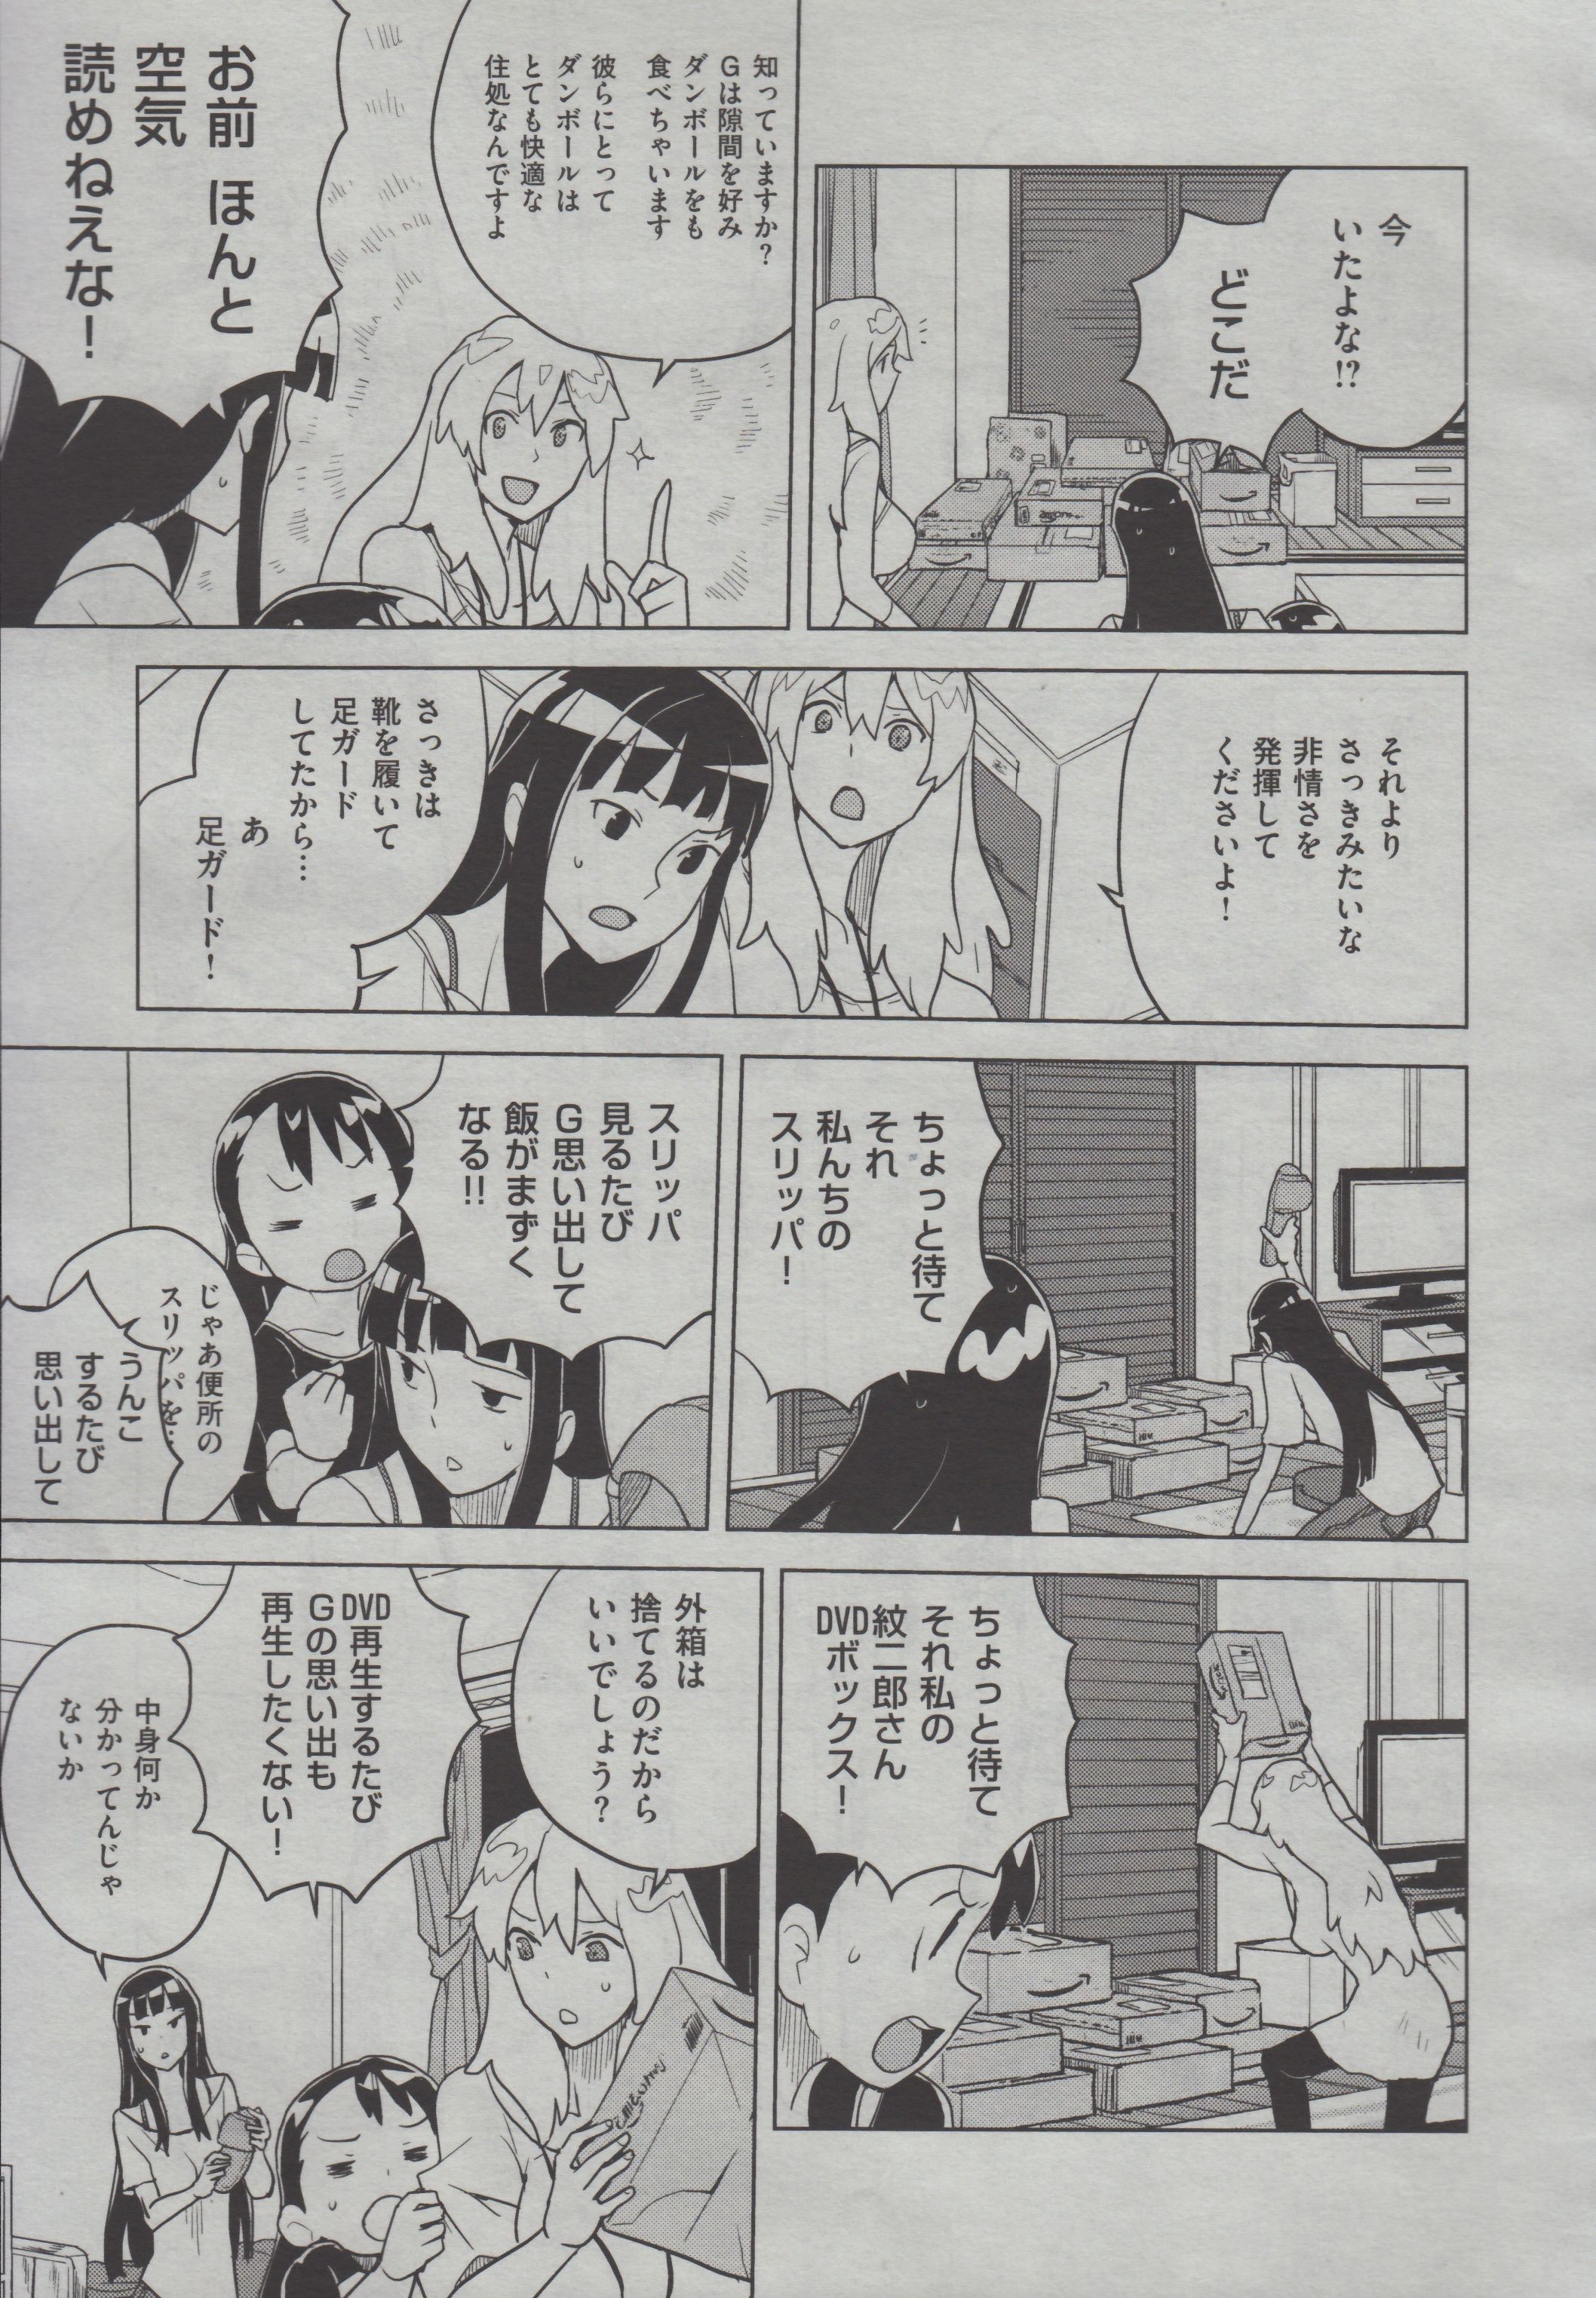 今
いたよな!?
どこだ
知っていますか?
Gは隙間を好み
ダンボールをも
食べちゃいます
彼らにとって
ダンボールは
とても快適な
住処なんですよ
お前 ほんと
空気
読めねえな!
それより
さっきみたいな
非情さを
発揮して
くださいよ!
さっきは
靴を履いて
足ガード
してたから…
あ
足ガード!
ちょっと待て
それ
私んちの
スリッパ!
スリッパ
見るたび
G思い出して
飯がまずく
なる!!
じゃあ便所の
スリッパを…
うんこ
するたび
思い出して
ちょっと待て
それ私の
紋二郎さん
DVDボックス!
外箱は
捨てるのだから
いいでしょう?
DVD再生するたび
Gの思い出も
再生したくない!
中身何か
分かってんじゃ
ないか